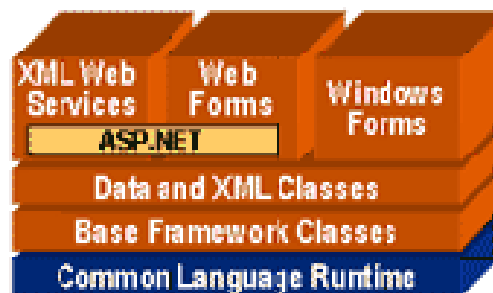 XML Web
Services
Web
Forms
Windows
Forms
ASP.NET
Data and XML Classes
Base Framework Classes
Common Language Runtime